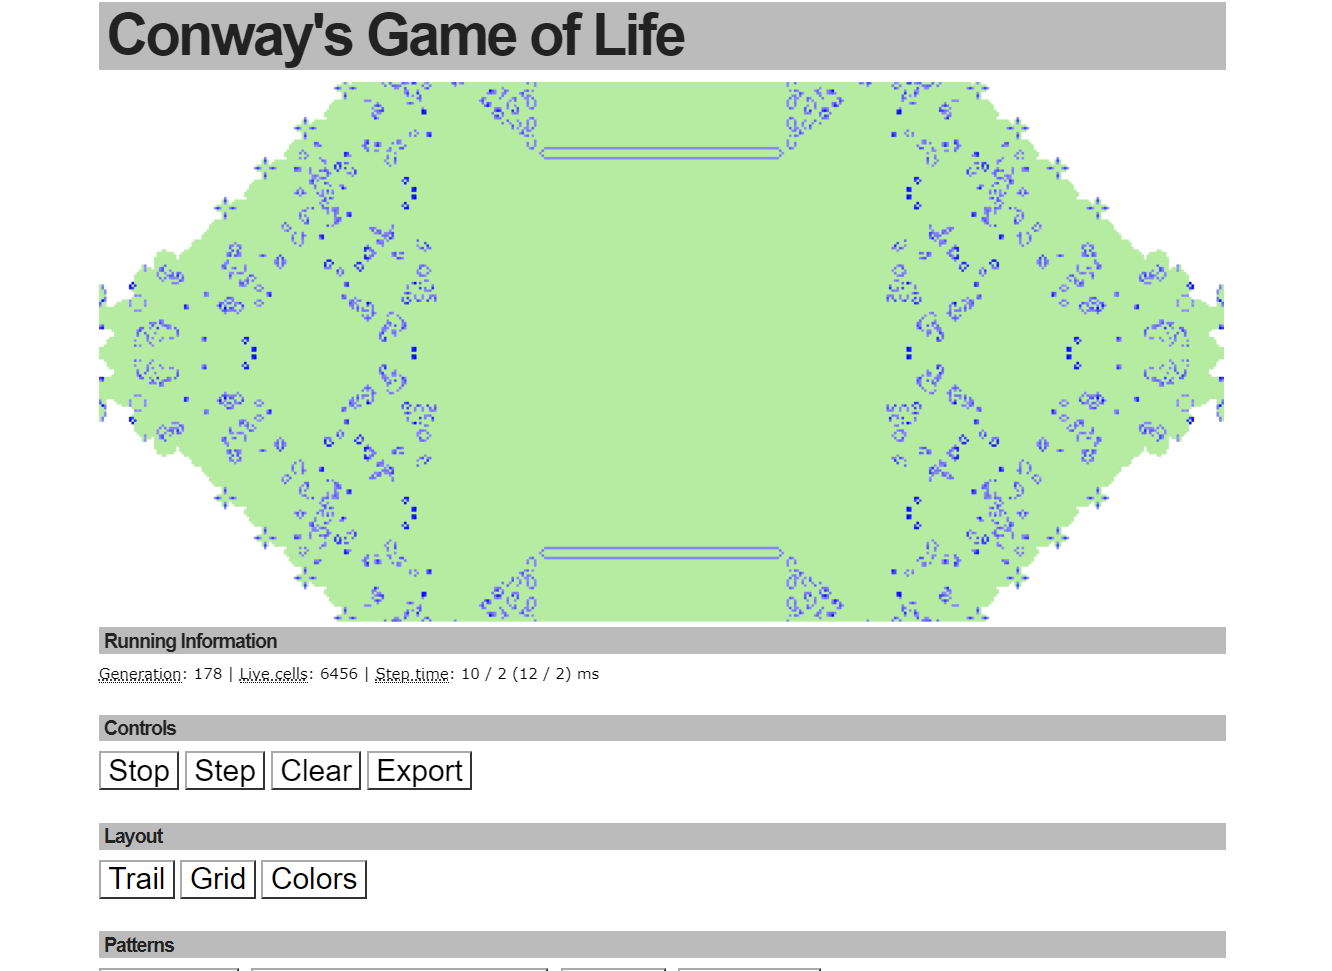 Conway's Game of Life
Running Information
Generation: 178 | Live cells: 6456 | Step time: 10 / 2 (12 / 2) ms
Controls
Stop Step Clear Export
Layout
Trail Grid Colors
Patterns